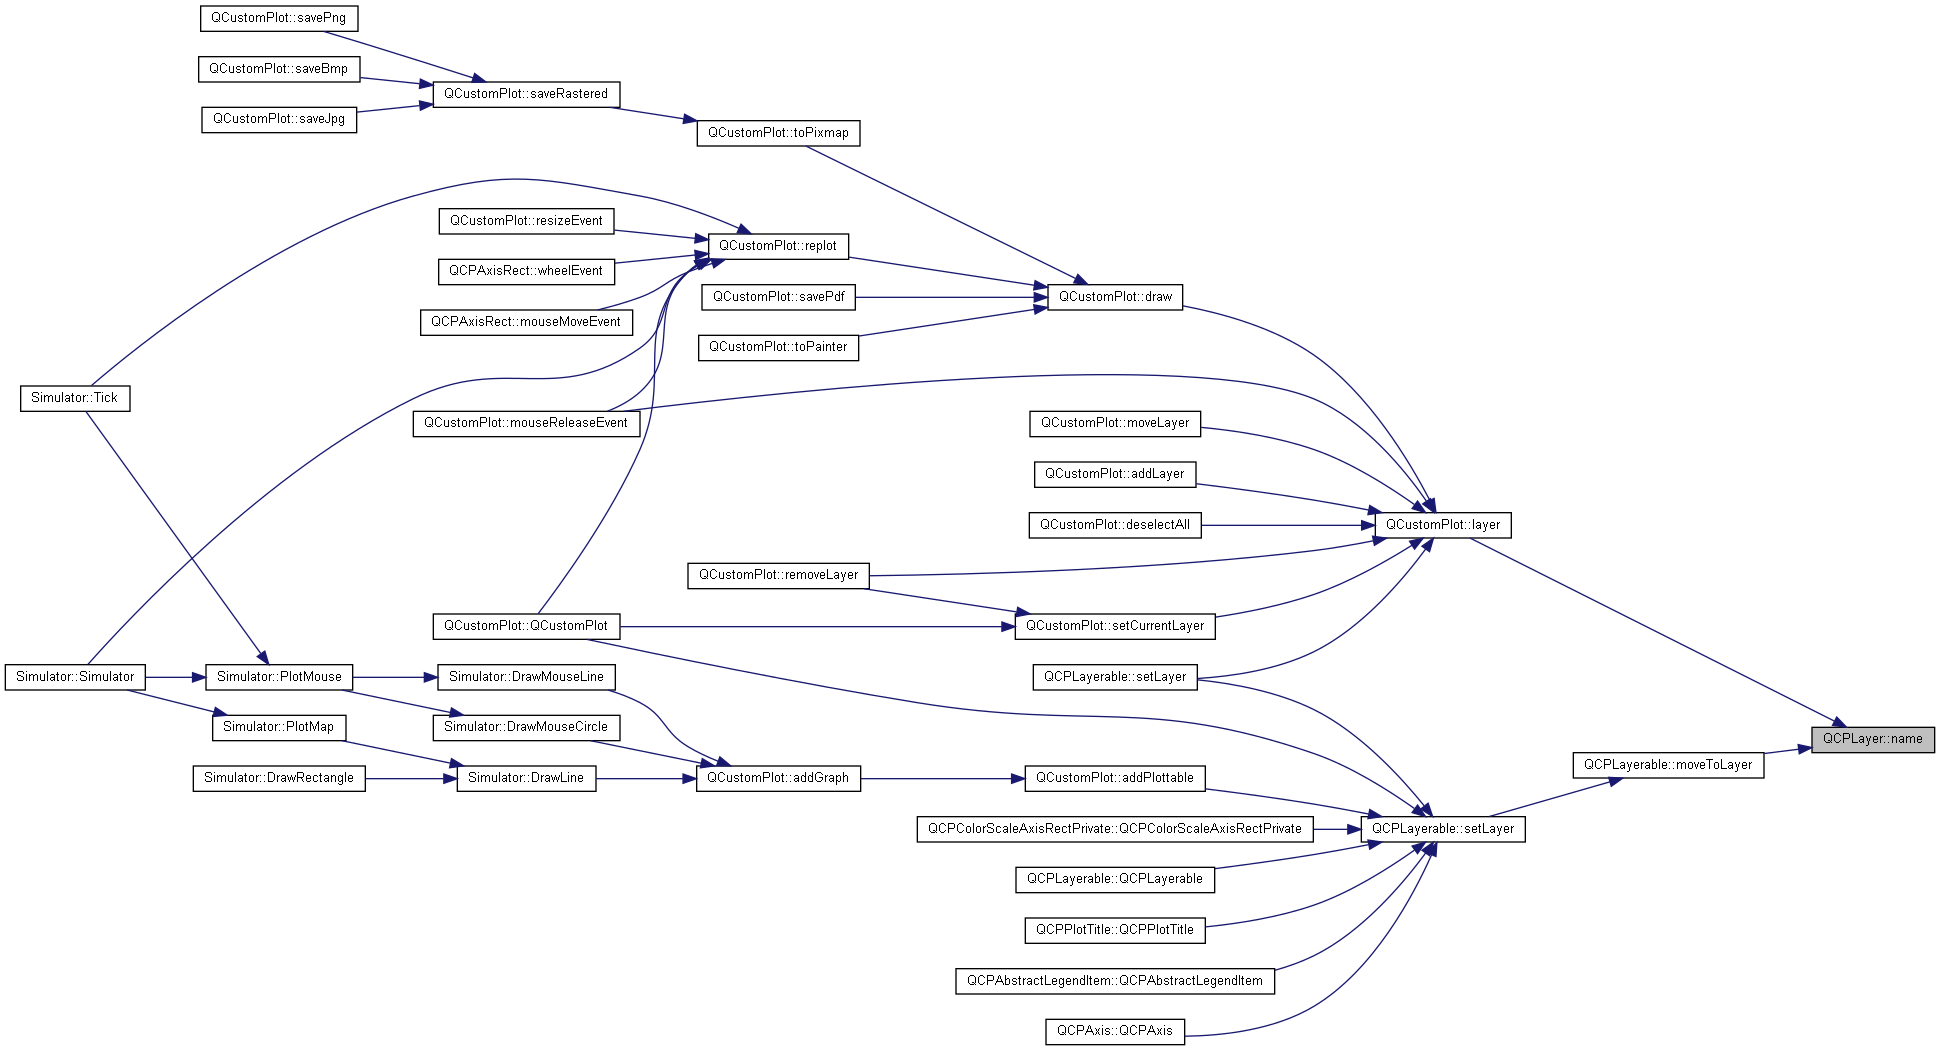 QCustomPlot::savePng
QCustomPlot::saveBmp
QCustomPlot::saveRastered
QCustomPlot::saveJpg
QCustomPlot::toPixmap
QCustomPlot::resizeEvent
QCustomPlot::replot
QCPAxisRect::wheelEvent
QCustomPlot::savePdf
QCustomPlot::draw
QCPAxisRect::mouseMoveEvent
QCustomPlot::toPainter
Simulator::Tick
QCustomPlot::mouseReleaseEvent
QCustomPlot::moveLayer
QCustomPlot::addLayer
QCustomPlot::deselectAll
QCustomPlot::layer
QCustomPlot::removeLayer
QCustomPlot::QCustomPlot
QCustomPlot::setCurrentLayer
Simulator::Simulator
Simulator::PlotMouse
Simulator::DrawMouseLine
QCPLayerable::setLayer
Simulator::PlotMap
Simulator::DrawMouseCircle
QCPLayer::name
QCPLayerable::moveToLayer
Simulator::DrawRectangle
Simulator::DrawLine
QCustomPlot::addGraph
QCustomPlot::addPlottable
QCPColorScaleAxisRectPrivate::QCPColorScaleAxisRectPrivate
QCPLayerable::setLayer
QCPLayerable::QCPLayerable
QCPPlotTitle::QCPPlotTitle
QCPAbstractLegendItem::QCPAbstractLegendItem
QCPAxis::QCPAxis